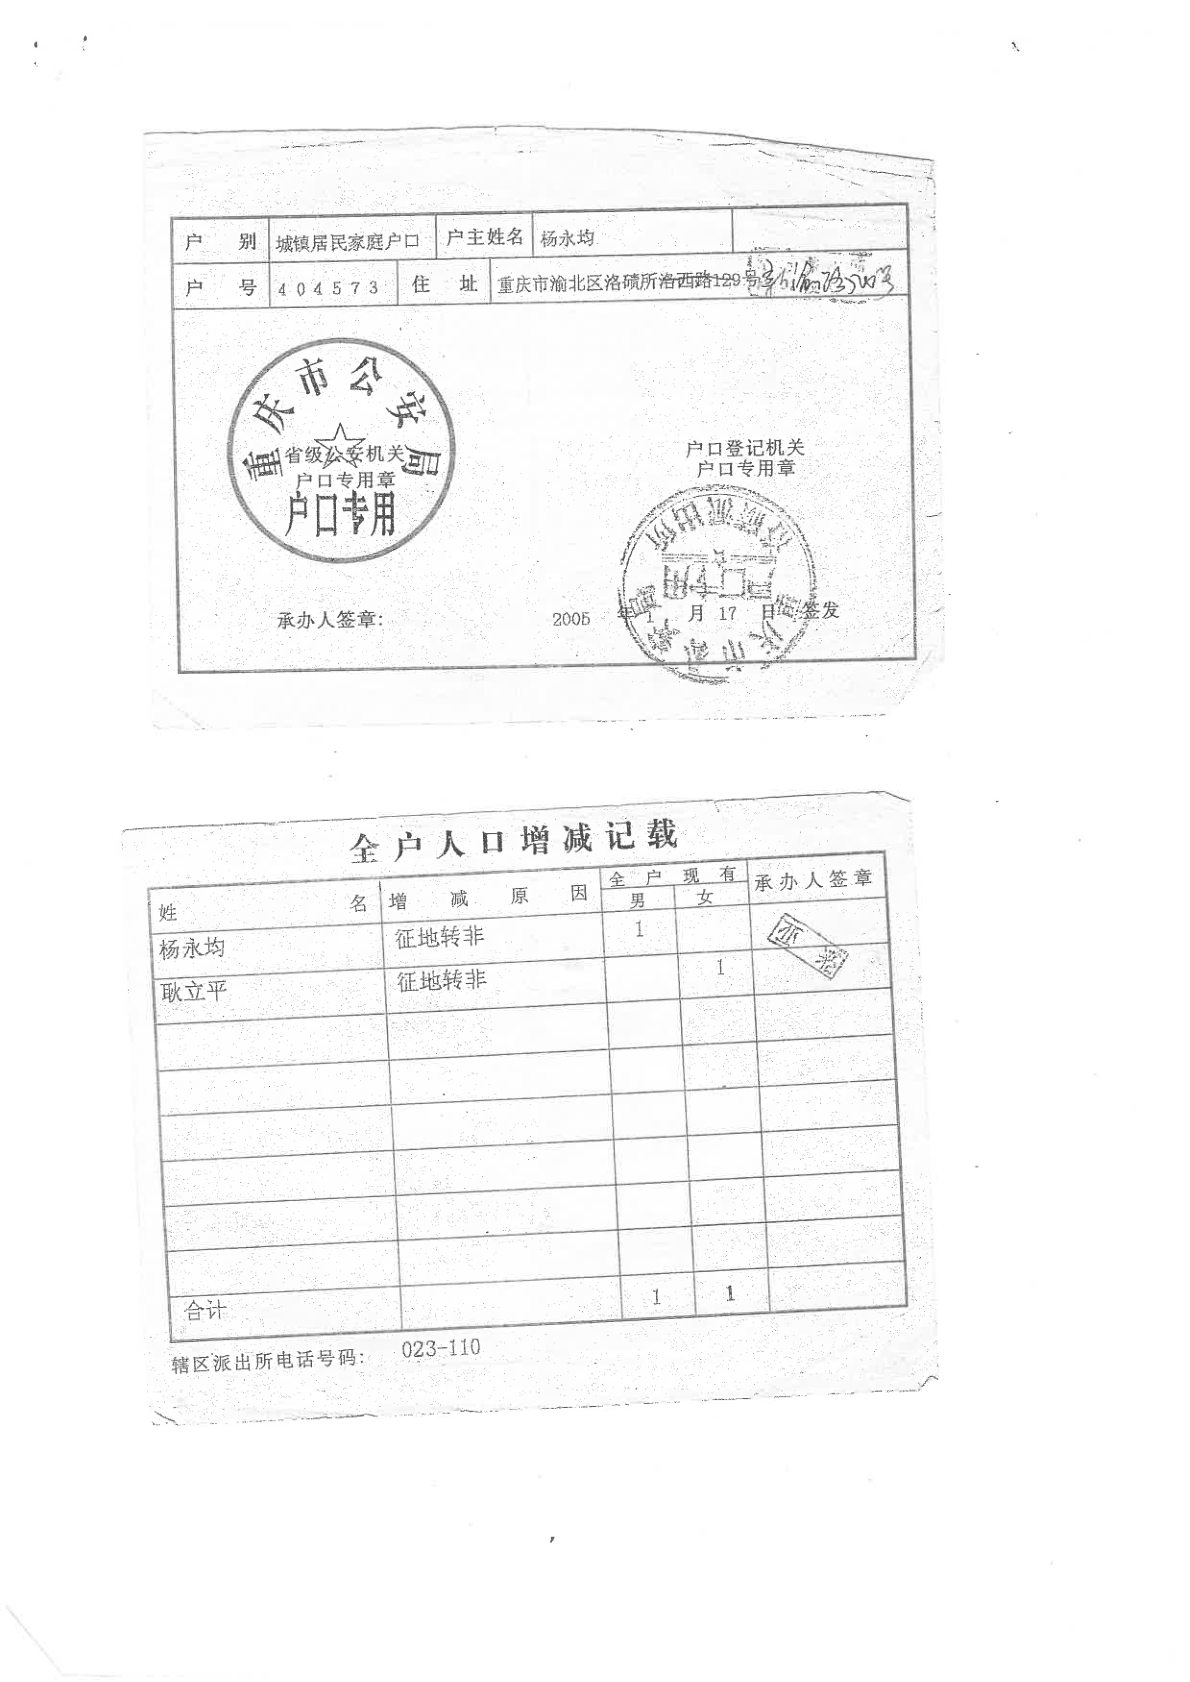 户 别 城镇居民家庭户口 户主姓名 杨永均
户 号 404573 住 址 重庆市渝北区洛碛所洛西路129号
重庆市公安局
省级公安机关
户口专用章
户口专用
户口登记机关
户口专用章
承办人签章: 2005 年 1 月 17 日 签发
全户人口增减记载
姓 名 增 减 原 因 全 户 现 有 承办人签章
男 女
杨永均 征地转非 1
耿立平 征地转非 1
合计 1 1
辖区派出所电话号码: 023-110